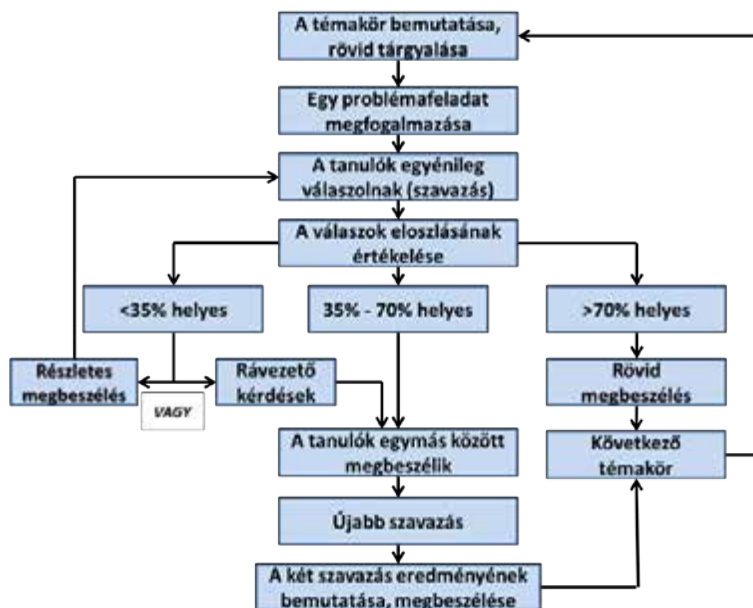 A témakör bemutatása,
rövid tárgyalása
Egy problémafeladat
megfogalmazása
A tanulók egyénileg
válaszolnak (szavazás)
A válaszok eloszlásának
értékelése
<35% helyes
35% - 70% helyes
>70% helyes
Részletes
megbeszélés
VAGY
Rávezető
kérdések
Rövid
megbeszélés
A tanulók egymás között
megbeszélik
Következő
témakör
Újabb szavazás
A két szavazás eredményének
bemutatása, megbeszélése